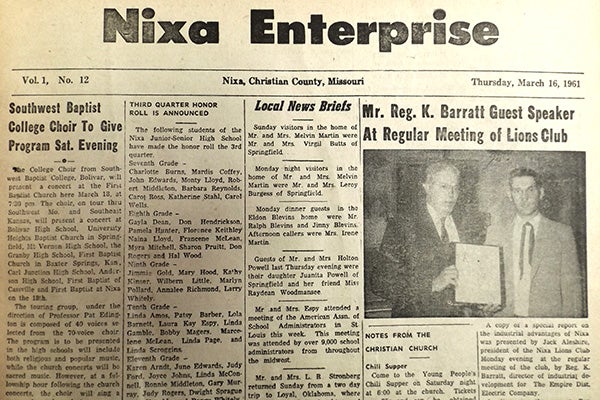 Nixa Enterprise
Vol. 1, No. 12
Nixa, Christian County, Missouri
Thursday, March 16, 1961
Southwest Baptist
College Choir To Give
Program Sat. Evening
The College Choir from South-
west Baptist College, Bolivar, will
present a concert at the First
Baptist Church here March 18, at
7:30 pm. The choir, on tour thru
Southwest Mo. and Southeast
Kansas, will present a concert at
Bolivar High School, University
Heights Baptist Church in Spring-
field, Mt Vernon High School, the
Granby High School, First Baptist
Church in Baxter Springs, Kan.,
Carl Junction High School, Ander-
son High School, First Baptist of
Cassville and First Baptist at Nixa
on the 18th.
The touring group, under the
direction of Professor Pat Eding-
ton is composed of 40 voices se-
lected from the 70-voice choir.
The program to be presented
in the high schools will include
both religious and popular music,
while the church concerts will be
sacred music. However, at a fel-
lowship hour following the church
concerts, the choir will sing a
THIRD QUARTER HONOR
ROLL IS ANNOUNCED
The following students of the
Nixa Junior-Senior High School
have made the honor roll the 3rd
quarter.
Seventh Grade -
Charlotte Burns, Mardis Coffey,
John Edwards, Monty Lloyd, Rob-
ert Middleton, Barbara Reynolds,
Carol Ross, Katherine Stahl, Carol
Wells.
Eighth Grade -
Gayla Dean, Don Hendrickson,
Pamela Hunter, Florence Keithley
Naina Lloyd, Francene McLean,
Myra Mitchell, Sharon Pruitt, Don
Rogers and Hal Wood
Ninth Grade -
Jimmie Gold, Mary Hood, Kathy
Kinser, Wilburn Little, Marilyn
Pollard, Annalee Richmond, Larry
Whitely.
Tenth Grade -
Linda Amos, Patsy Barber, Lola
Barnett, Laura Kay Espy, Linda
Gamble, Bobby Magers, Marce-
lene McLean, Linda Page, and
Linda Scroggins.
Eleventh Grade -
Karen Arndt, June Edwards, Judy
Ford, Joyce Johns, Linda McCon-
nell, Ronnie Middleton, Gary Mur-
ray, Judy Rogers, Dwight Sprague
Local News Briefs
Sunday visitors in the home of
Mr. and Mrs. Melvin Martin were
Mr. and Mrs. Virgil Butts of
Springfield.
Monday night visitors in the
home of Mr. and Mrs. Melvin
Martin were Mr. and Mrs. Leroy
Burgess of Springfield.
Monday dinner guests in the
Eldon Blevins home were Mr.
Ralph Blevins and Jinny Blevins.
Afternoon callers were Mrs. Irene
Martin.
Guests of Mr. and Mrs Holton
Powell last Thursday evening were
their daughter Juanita Powell of
Springfield and her friend Miss
Raydean Woodmansee
Mr. and Mrs. Espy attended a
meeting of the American Assn. of
School Administrators in St.
Louis this week. This meeting
was attended by over 9,000 school
administrators from throughout
the midwest.
Mr. and Mrs. L. R. Stronberg
returned Sunday from a two day
trip to Loyal, Oklahoma, where
Mr. Reg. K. Barratt Guest Speaker
At Regular Meeting of Lions Club
NOTES FROM THE
CHRISTIAN CHURCH
Chili Supper
Come to the Young People's
Chili Supper on Saturday night
at 6:00 at the church. Tickets
A copy of a special report on
the industrial advantages of Nixa
was presented by Jack Aleshire,
president of the Nixa Lions Club
Monday evening at the regular
meeting of the club, by Reg. K.
Barratt, director of industrial de-
velopment for The Empire Dist.
Electric Company.